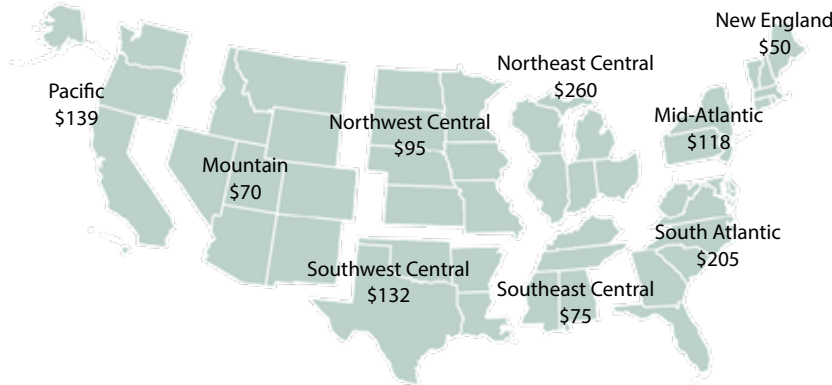 New England
$50
Northeast Central
$260
Pacific
$139
Northwest Central
$95
Mid-Atlantic
$118
Mountain
$70
South Atlantic
$205
Southwest Central
$132
Southeast Central
$75